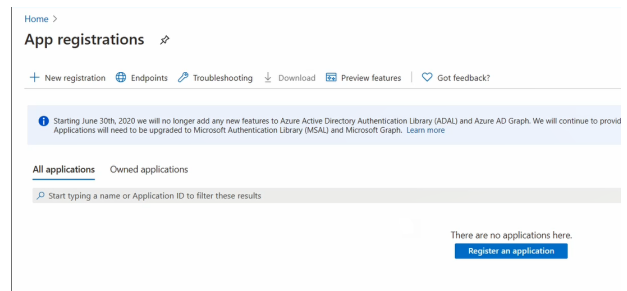 Home >
App registrations
New registration Endpoints Troubleshooting Download Preview features Got feedback?
Starting June 30th, 2020 we will no longer add any new features to Azure Active Directory Authentication Library (ADAL) and Azure AD Graph. We will continue to provid
Applications will need to be upgraded to Microsoft Authentication Library (MSAL) and Microsoft Graph. Learn more
All applications Owned applications
Start typing a name or Application ID to filter these results
There are no applications here.
Register an application